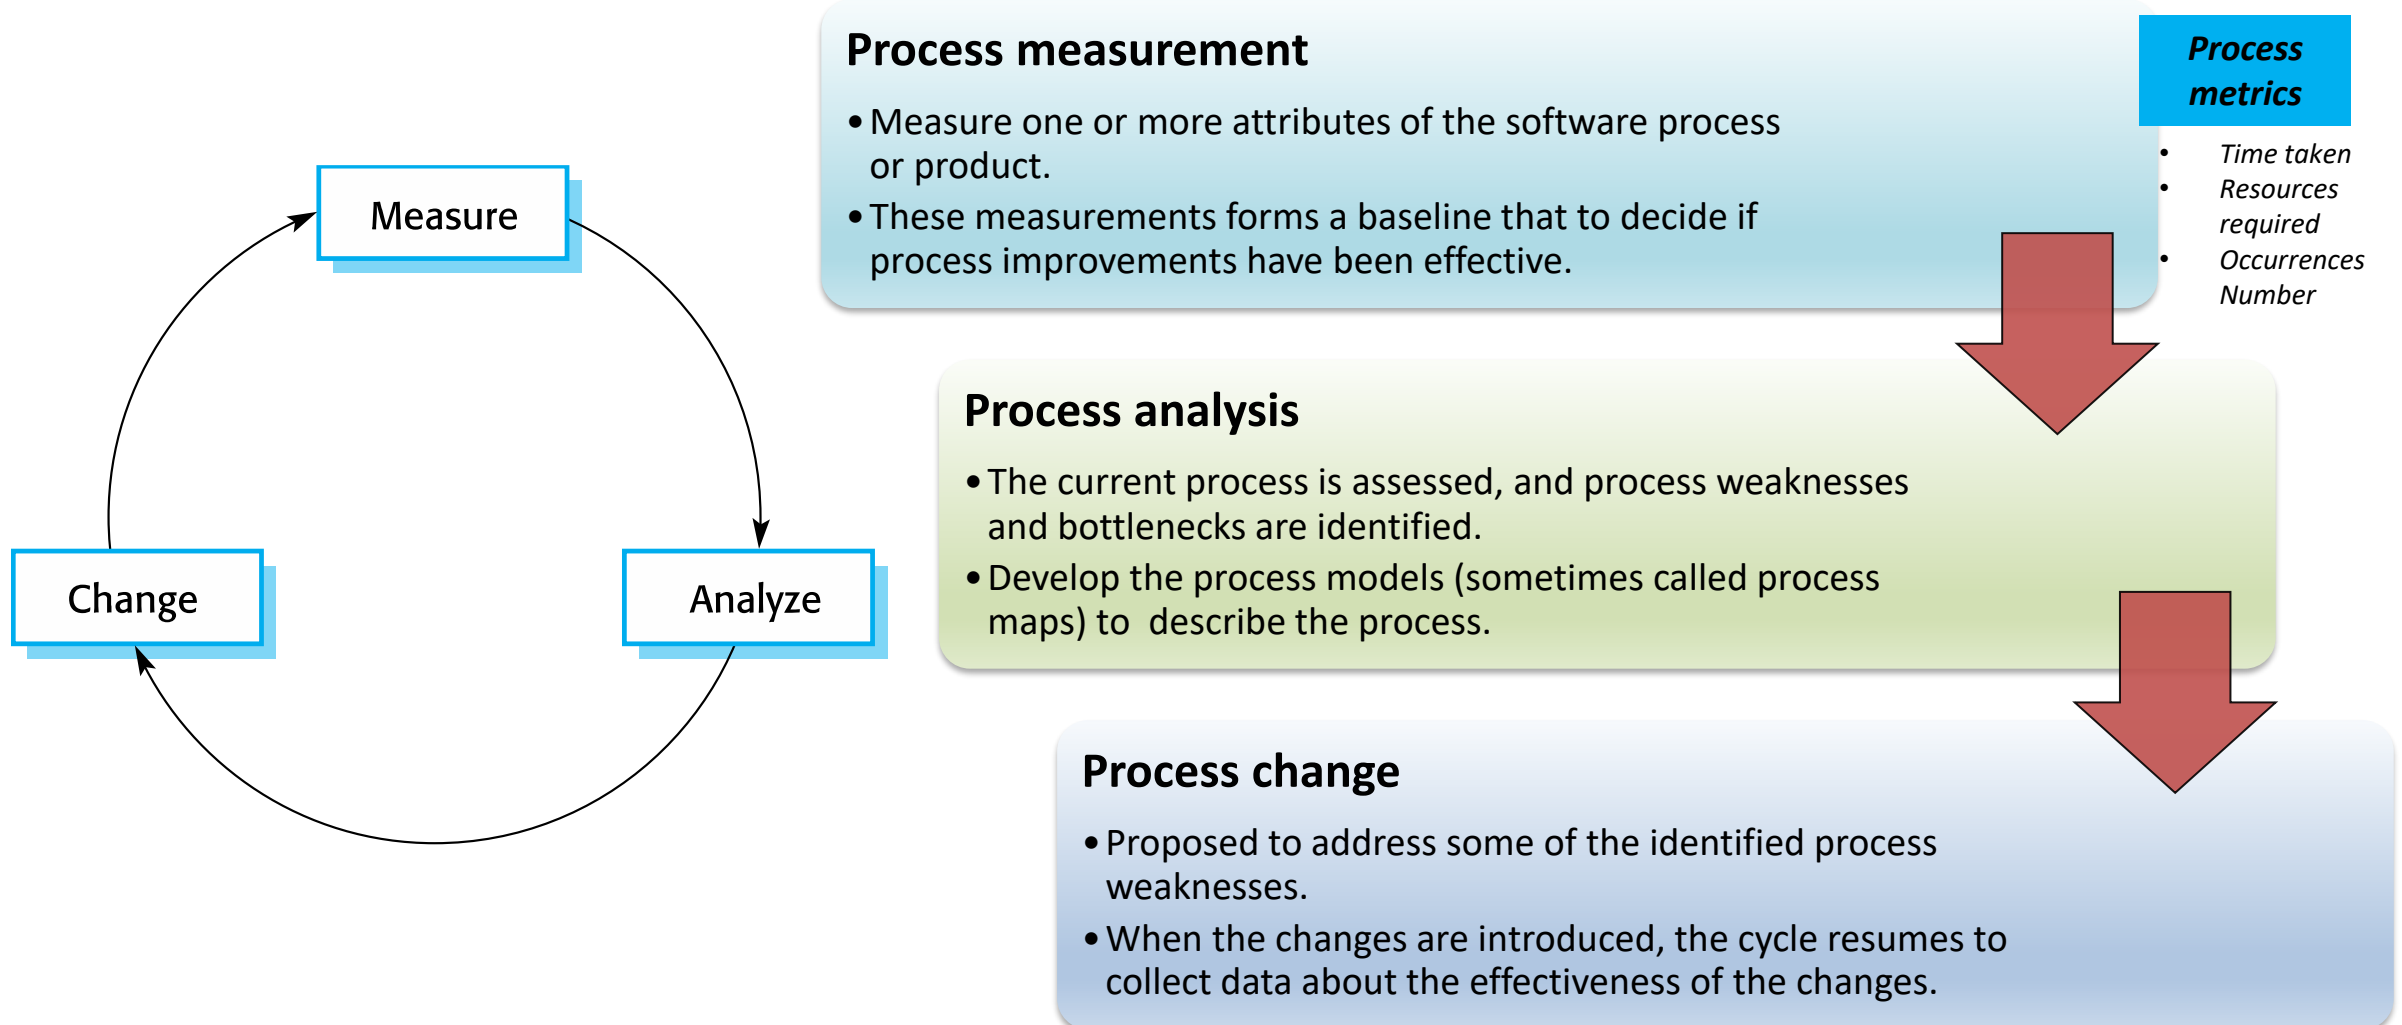 Measure
Analyze
Change
Process measurement
• Measure one or more attributes of the software process
or product.
• These measurements forms a baseline that to decide if
process improvements have been effective.
Process
metrics
• Time taken
• Resources
required
• Occurrences
Number
Process analysis
• The current process is assessed, and process weaknesses
and bottlenecks are identified.
• Develop the process models (sometimes called process
maps) to  describe the process.
Process change
• Proposed to address some of the identified process
weaknesses.
• When the changes are introduced, the cycle resumes to
collect data about the effectiveness of the changes.